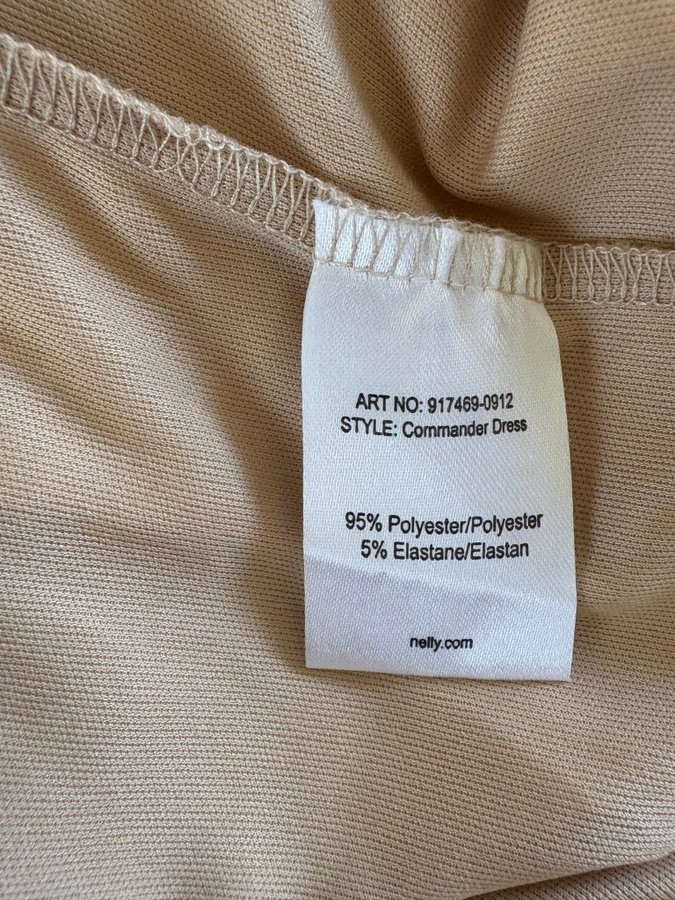 ART NO: 917469-0912
STYLE: Commander Dress
95% Polyester/Polyester
5% Elastane/Elastan
nelly.com